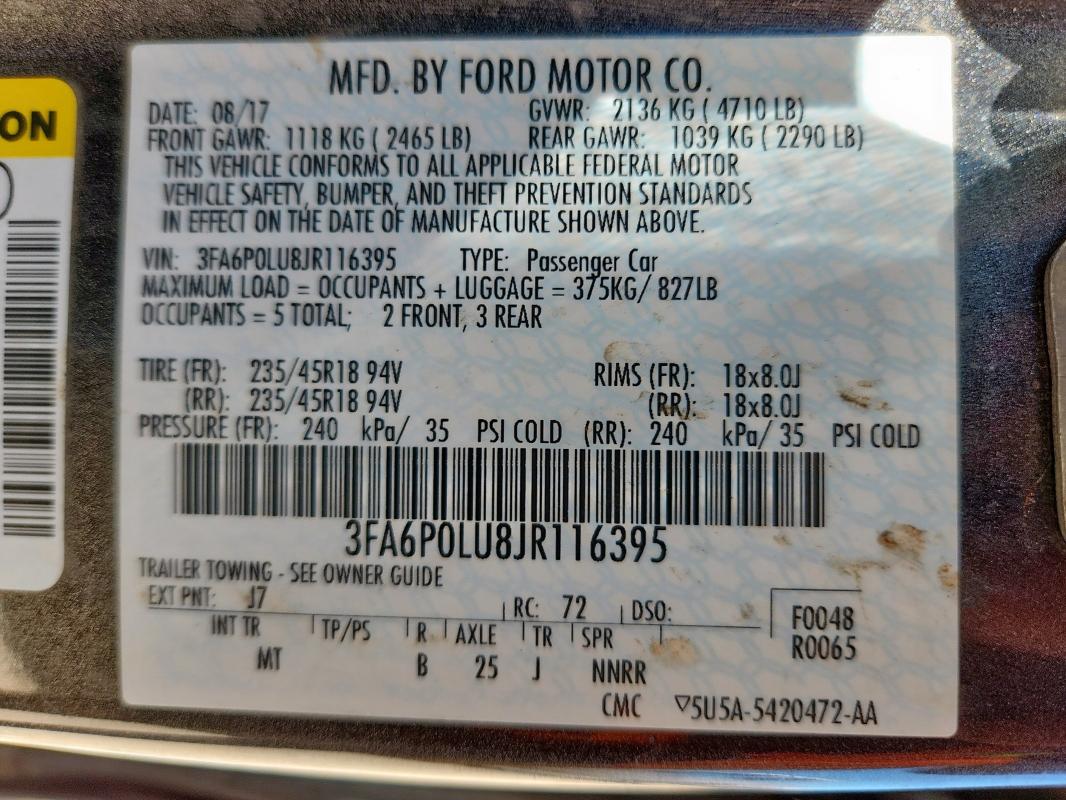 MFD. BY FORD MOTOR CO.
DATE: 08/17 GVWR: 2136 KG ( 4710 LB)
FRONT GAWR: 1118 KG ( 2465 LB) REAR GAWR: 1039 KG ( 2290 LB)
THIS VEHICLE CONFORMS TO ALL APPLICABLE FEDERAL MOTOR
VEHICLE SAFETY, BUMPER, AND THEFT PREVENTION STANDARDS
IN EFFECT ON THE DATE OF MANUFACTURE SHOWN ABOVE.
VIN: 3FA6P0LU8JR116395 TYPE: Passenger Car
MAXIMUM LOAD = OCCUPANTS + LUGGAGE = 375KG/ 827LB
OCCUPANTS = 5 TOTAL; 2 FRONT, 3 REAR
TIRE (FR): 235/45R18 94V RIMS (FR): 18x8.0J
(RR): 235/45R18 94V (RR): 18x8.0J
PRESSURE (FR): 240 kPa/ 35 PSI COLD (RR): 240 kPa/ 35 PSI COLD
3FA6P0LU8JR116395
TRAILER TOWING - SEE OWNER GUIDE
EXT PNT: J7 RC: 72 DSO: F0048
INT TR TP/PS R AXLE TR SPR R0065
MT B 25 J NNRR
CMC ▽5U5A-5420472-AA
ON